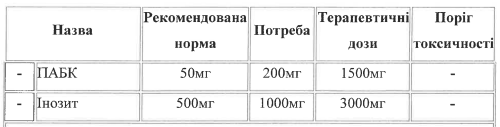 Назва Рекомендована норма Потреба Терапевтичні дози Поріг токсичності
- ПАБК 50мг 200мг 1500мг -
- Інозит 500мг 1000мг 3000мг -